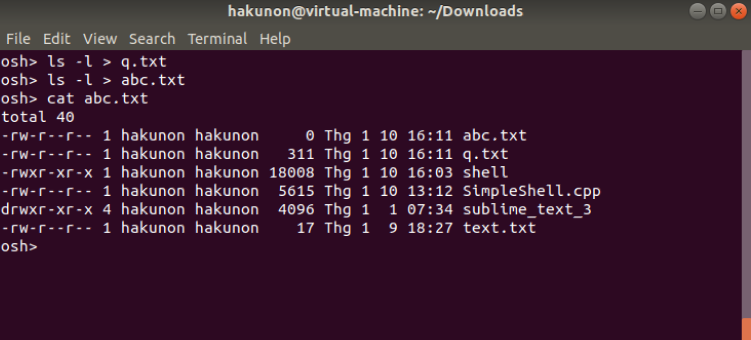 hakunon@virtual-machine: ~/Downloads
File Edit View Search Terminal Help
osh> ls -l > q.txt
osh> ls -l > abc.txt
osh> cat abc.txt
total 40
-rw-r--r-- 1 hakunon hakunon     0 Thg 1 10 16:11 abc.txt
-rw-r--r-- 1 hakunon hakunon   311 Thg 1 10 16:11 q.txt
-rwxr-xr-x 1 hakunon hakunon 18008 Thg 1 10 16:03 shell
-rw-r--r-- 1 hakunon hakunon  5615 Thg 1 10 13:12 SimpleShell.cpp
drwxr-xr-x 4 hakunon hakunon  4096 Thg 1  1 07:34 sublime_text_3
-rw-r--r-- 1 hakunon hakunon    17 Thg 1  9 18:27 text.txt
osh>